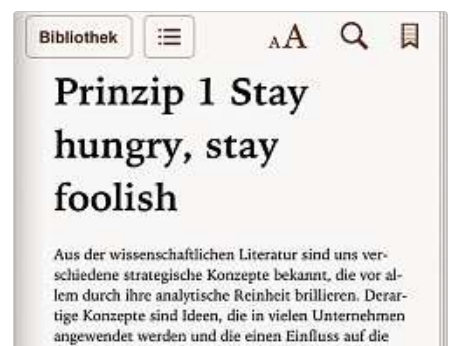 Bibliothek
AA
Prinzip 1 Stay
hungry, stay
foolish
Aus der wissenschaftlichen Literatur sind uns ver-
schiedene strategische Konzepte bekannt, die vor al-
lem durch ihre analytische Reinheit brillieren. Derar-
tige Konzepte sind Ideen, die in vielen Unternehmen
angewendet werden und die einen Einfluss auf die